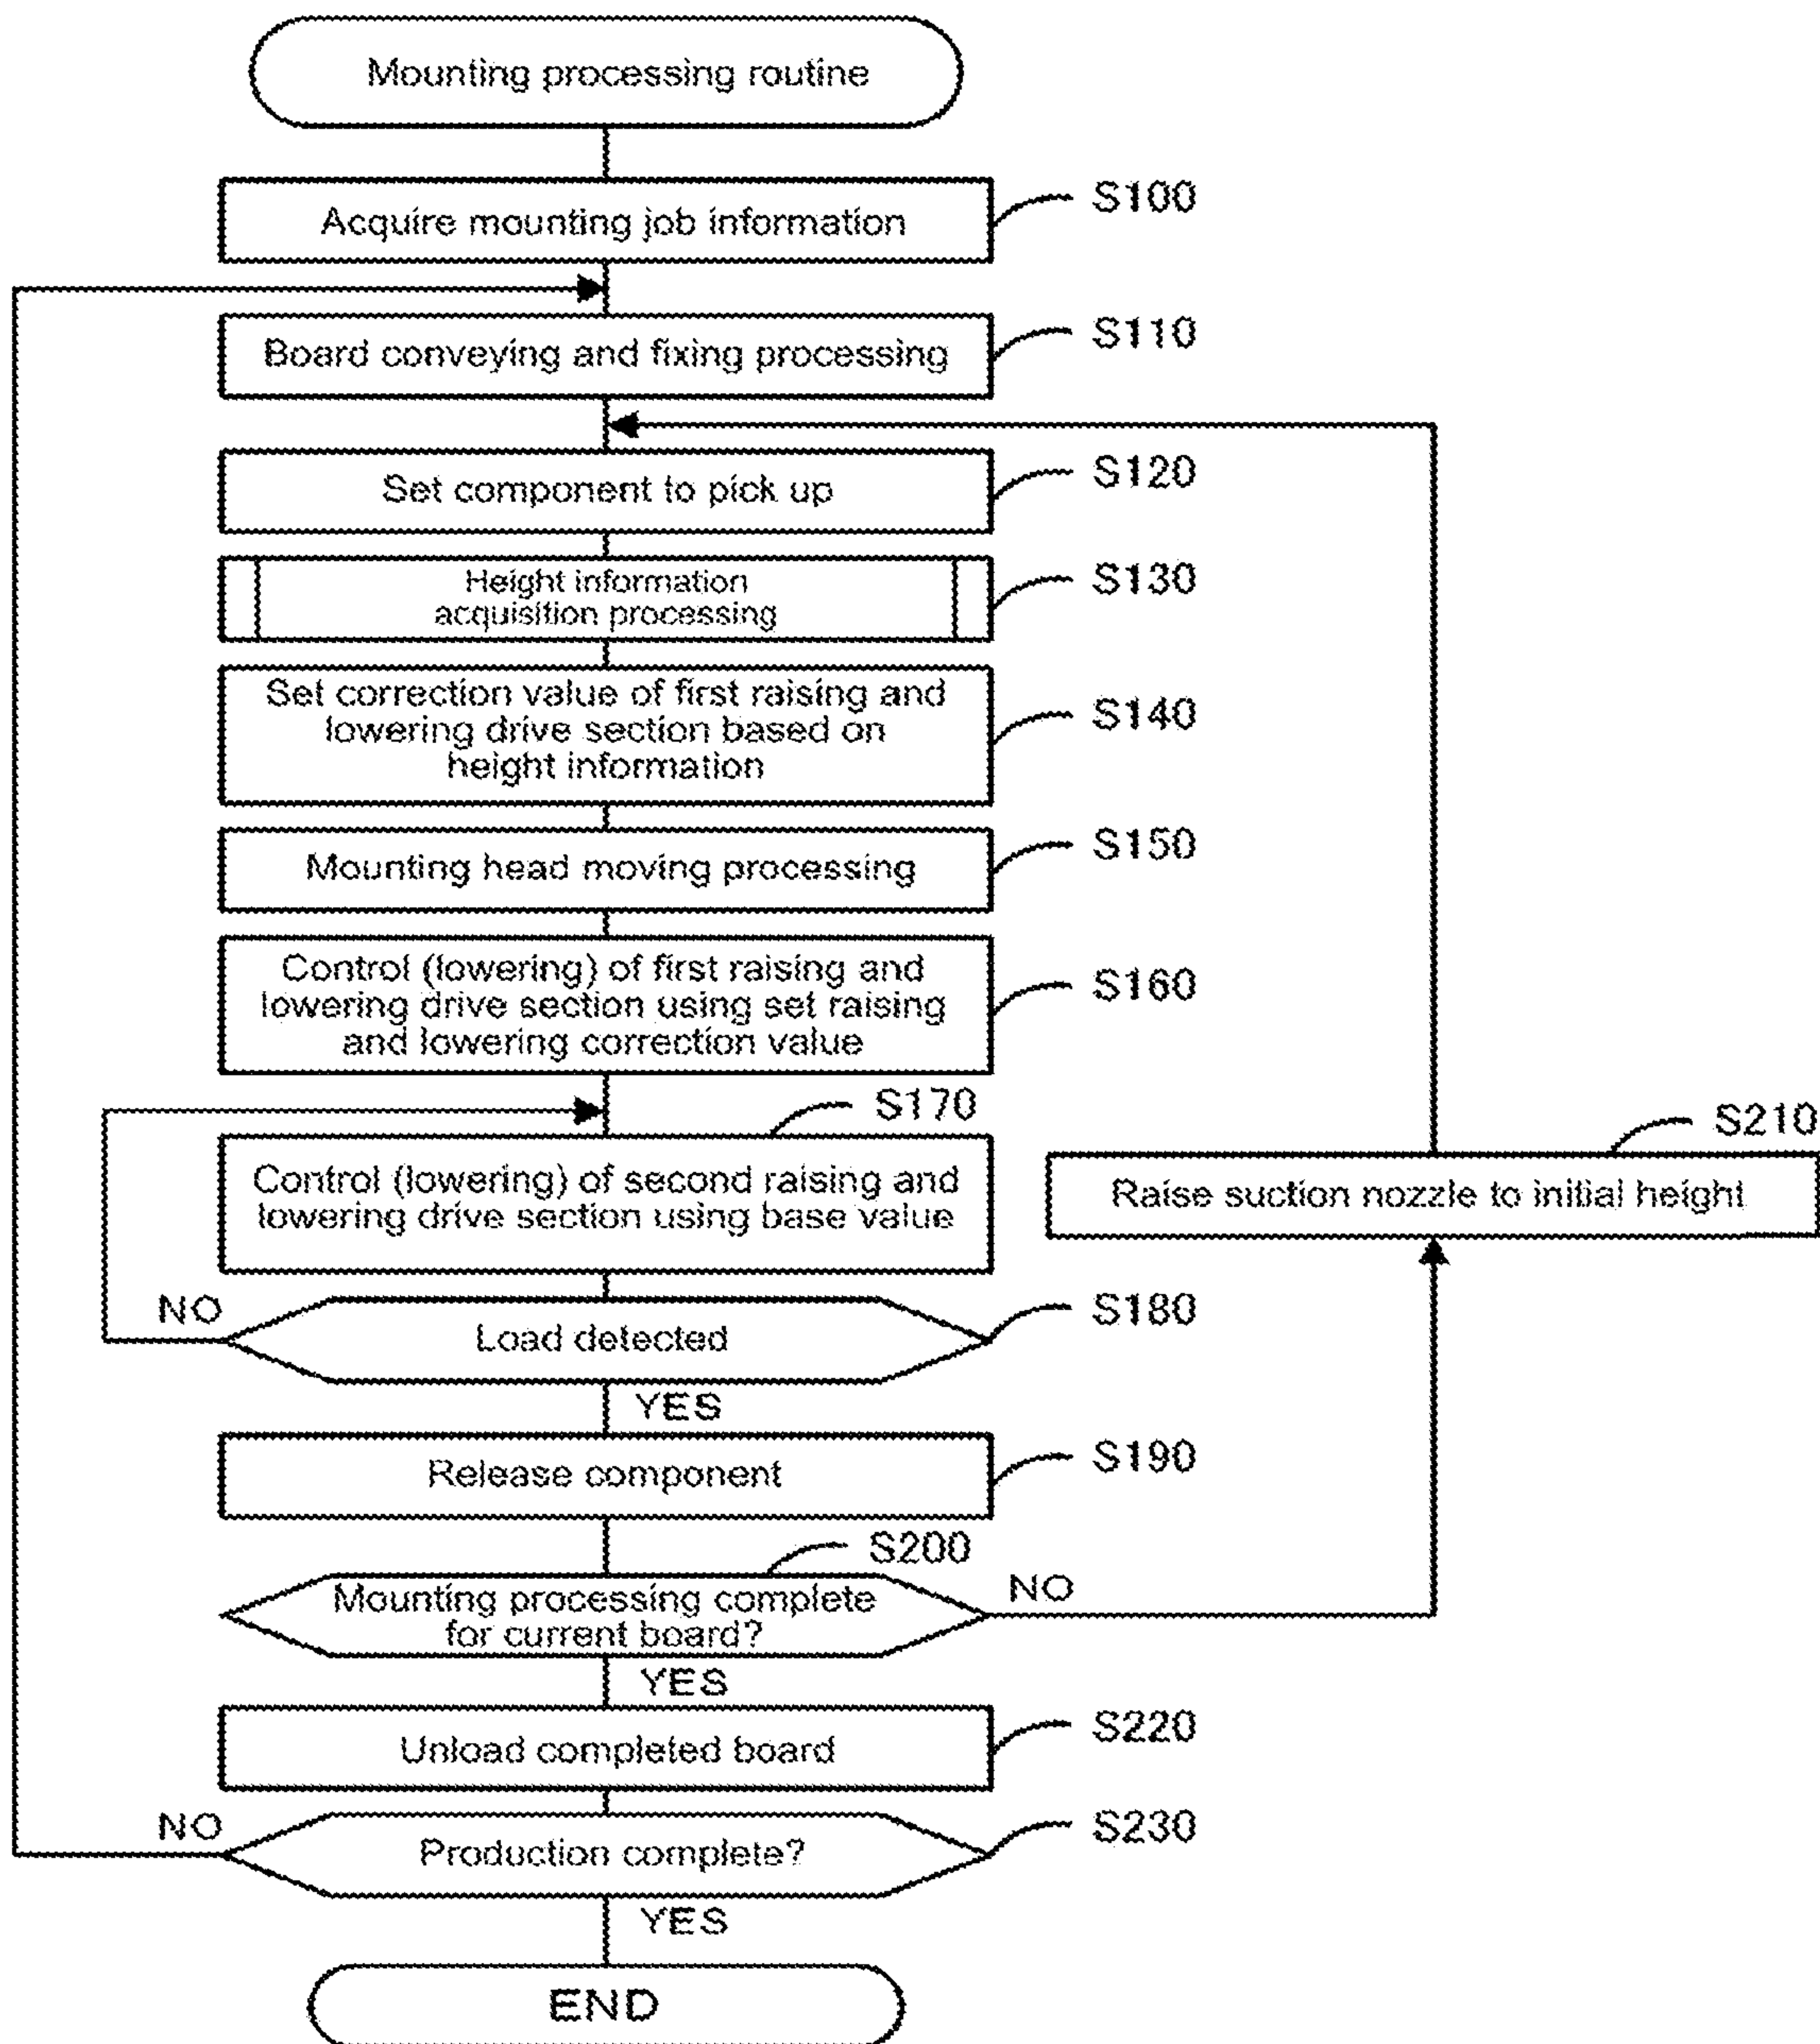 Mounting processing routine
Acquire mounting job information
S100
Board conveying and fixing processing
S110
Set component to pick up
S120
Height information
acquisition processing
S130
Set correction value of first raising and
lowering drive section based on
height information
S140
Mounting head moving processing
S150
Control (lowering) of first raising and
lowering drive section using set raising
and lowering correction value
S160
S170
Control (lowering) of second raising and
lowering drive section using base value
S210
Raise suction nozzle to initial height
NO
Load detected
S180
YES
Release component
S190
S200
Mounting processing complete
for current board?
NO
YES
Unload completed board
S220
NO
Production complete?
S230
YES
END